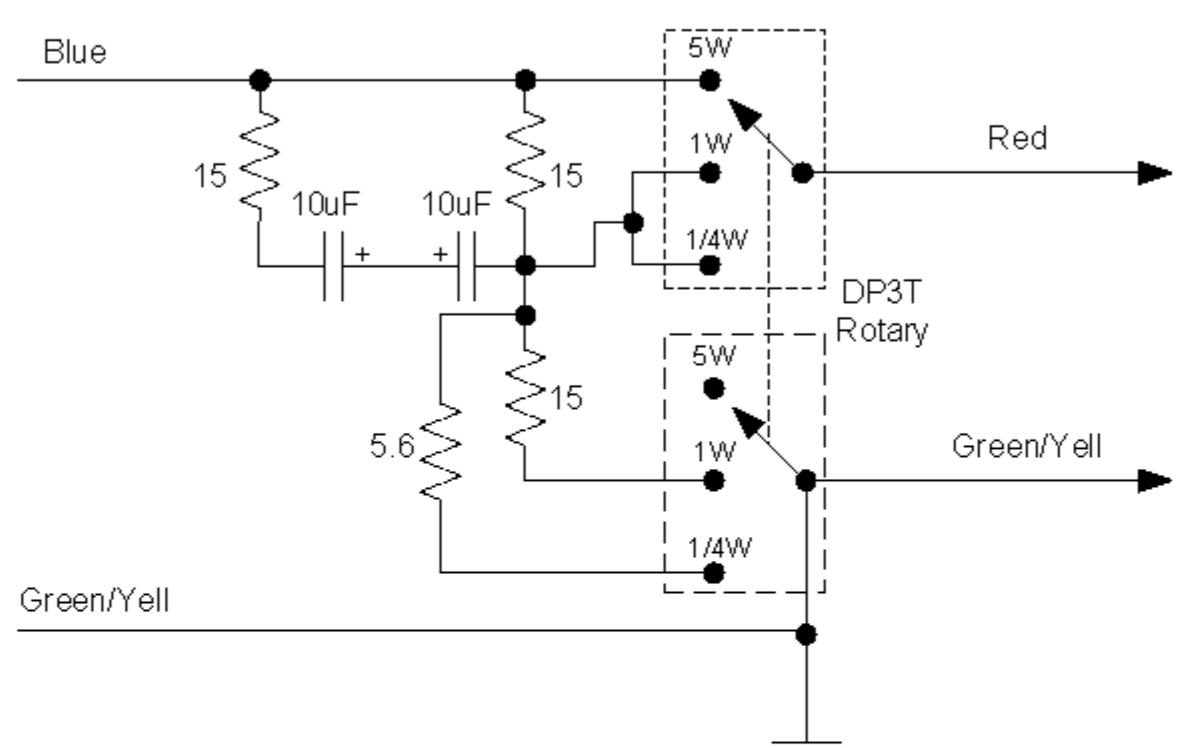 Blue
5W
Red
1W
15
15
10uF
10uF
+
+
1/4W
DP3T
Rotary
5W
15
5.6
1W
Green/Yell
1/4W
Green/Yell